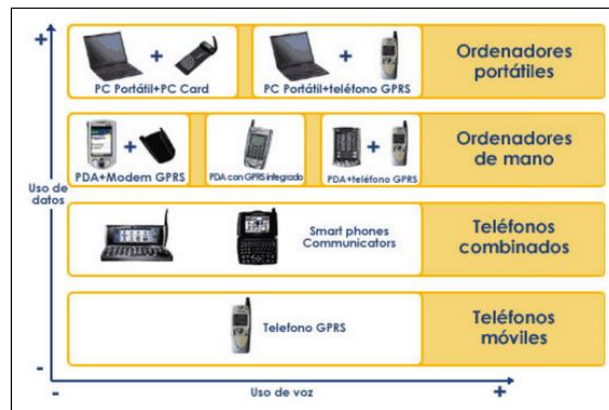 +
+
+
PC Portátil+PC Card
PC Portátil+teléfono GPRS
Ordenadores
portátiles
+
+
PDA+Modem GPRS
PDA con GPRS integrado
PDA+teléfono GPRS
Ordenadores
de mano
Uso de
datos
Smart phones
Communicators
Teléfonos
combinados
Telefono GPRS
Teléfonos
móviles
-
-
Uso de voz
+